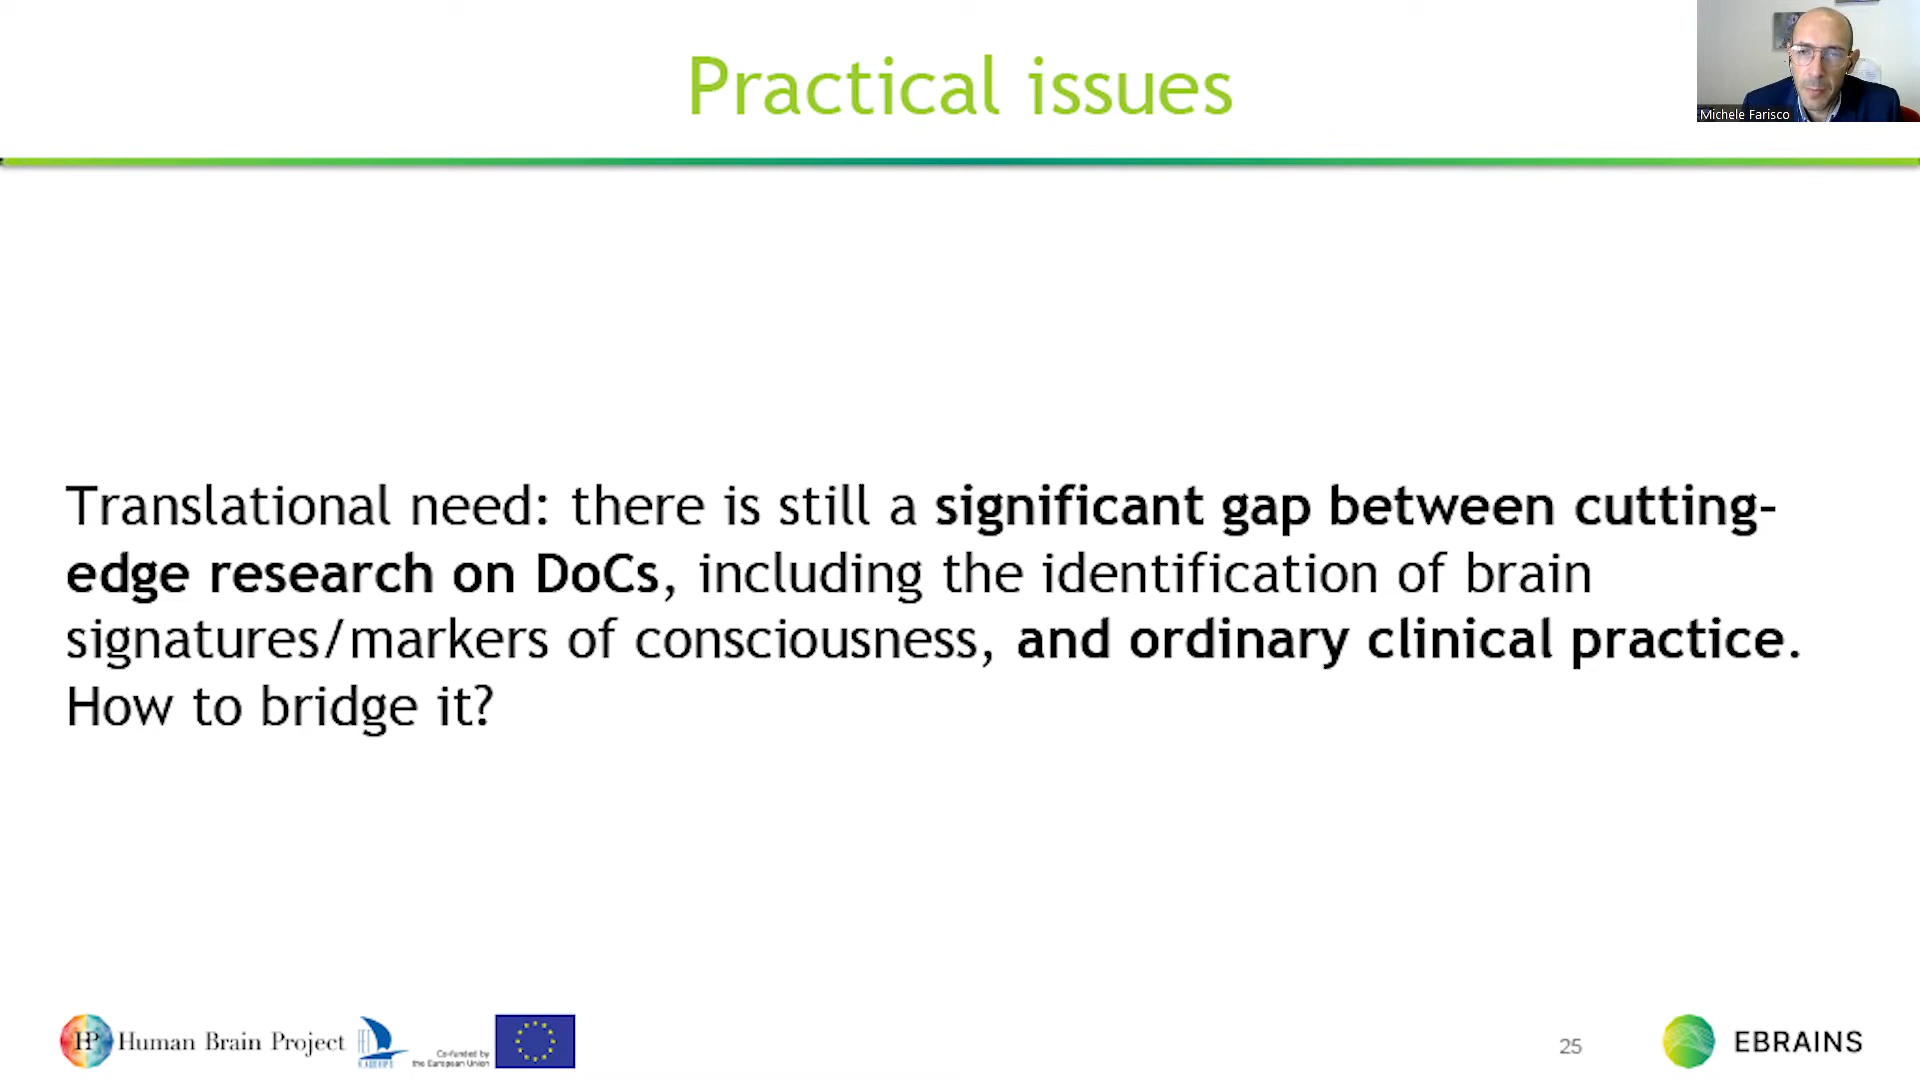 Practical issues
Michele Farisco
Translational need: there is still a significant gap between cutting-
edge research on DoCs, including the identification of brain
signatures/markers of consciousness, and ordinary clinical practice.
How to bridge it?
HP Human Brain Project
Co-funded by
the European Union
25
EBRAINS